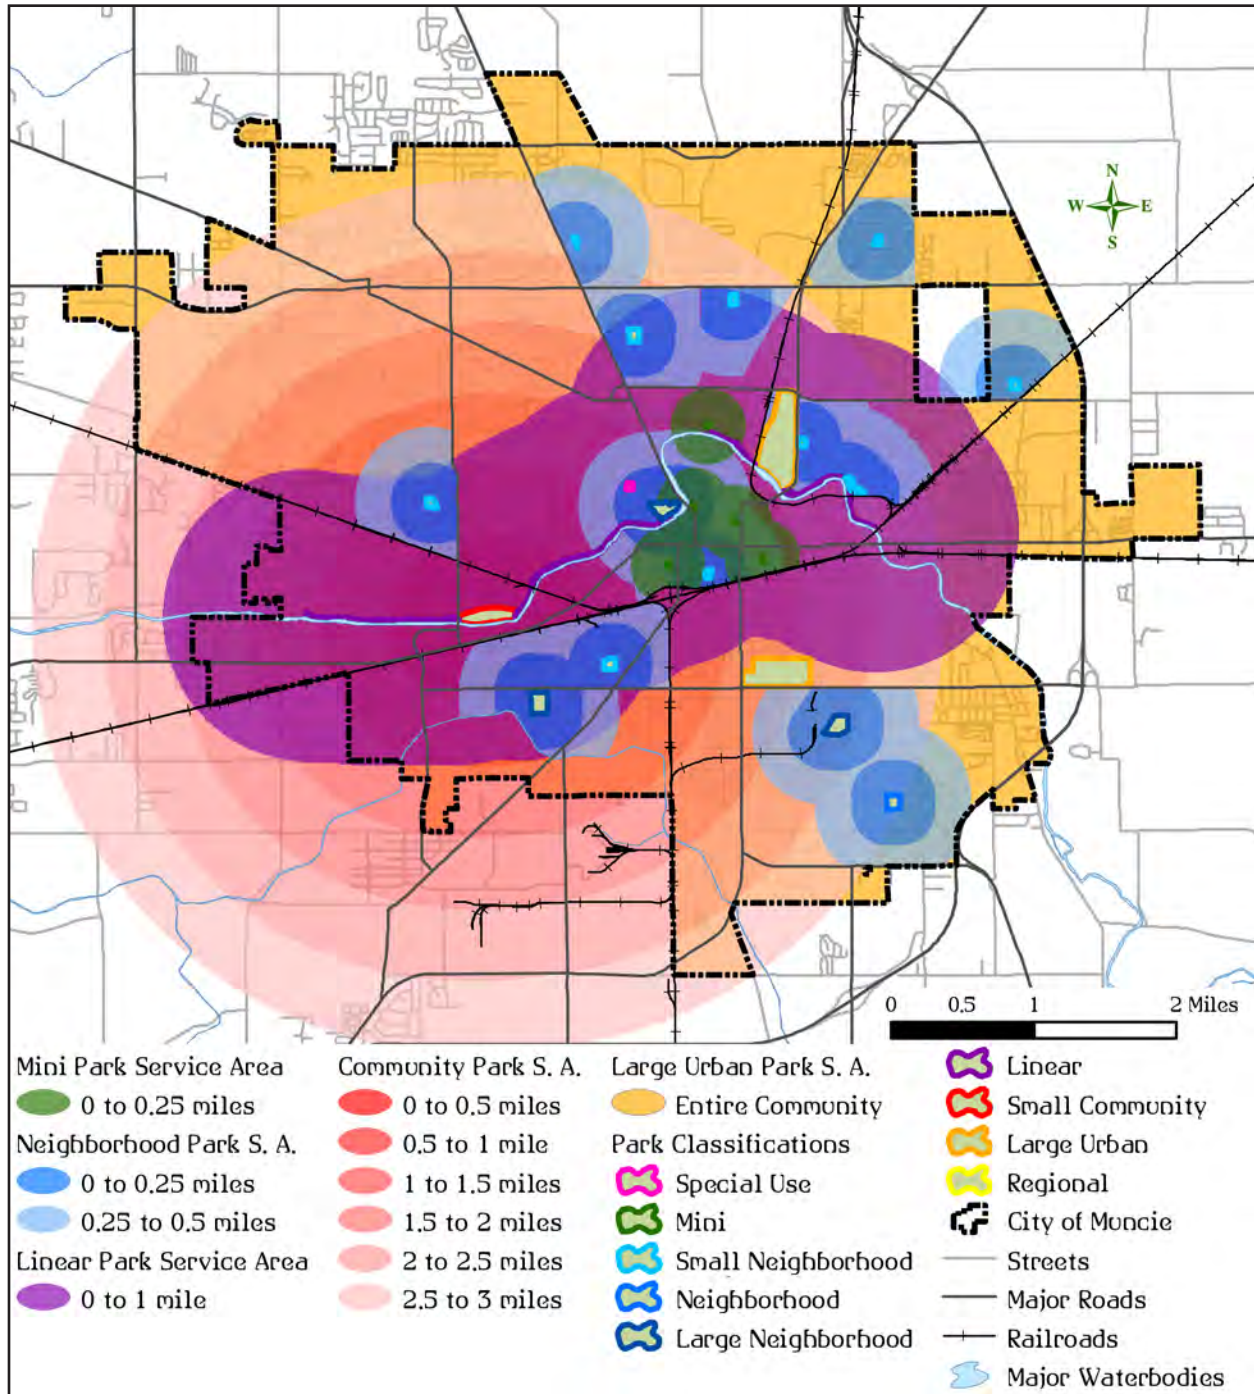 N
W E
S
0 0.5 1 2 Miles
Mini Park Service Area
0 to 0.25 miles
Neighborhood Park S. A.
0 to 0.25 miles
0.25 to 0.5 miles
Linear Park Service Area
0 to 1 mile
Community Park S. A.
0 to 0.5 miles
0.5 to 1 mile
1 to 1.5 miles
1.5 to 2 miles
2 to 2.5 miles
2.5 to 3 miles
Large Urban Park S. A.
Entire Community
Park Classifications
Special Use
Mini
Small Neighborhood
Neighborhood
Large Neighborhood
Linear
Small Community
Large Urban
Regional
City of Muncie
Streets
Major Roads
Railroads
Major Waterbodies